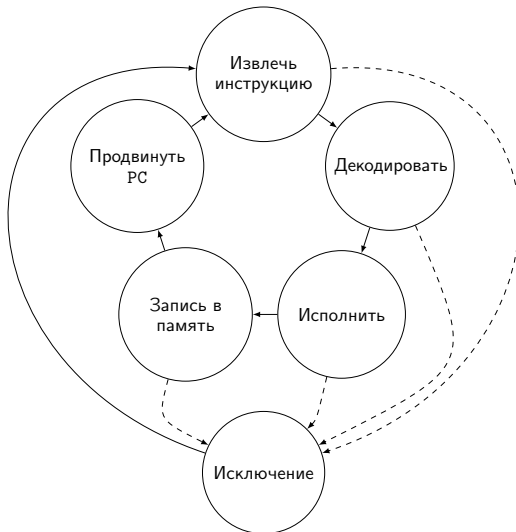 Извлечь
инструкцию
Продвинуть
PC
Декодировать
Запись в
память
Исполнить
Исключение